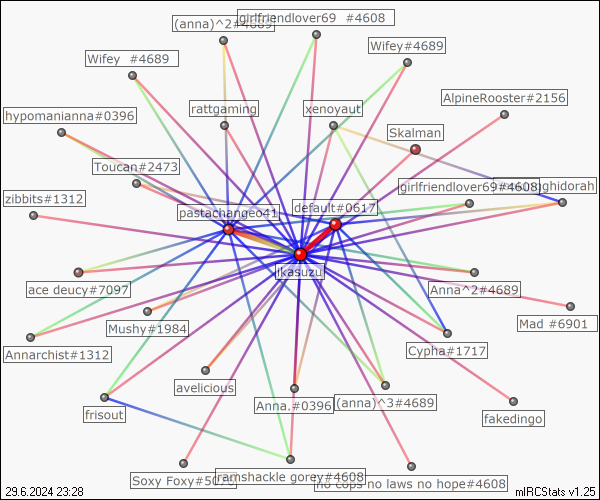 (anna)^2#4689
girlfriendlover69 #4608
Wifey#4689
Wifey #4689
AlpineRooster#2156
hypomanianna#0396
rattgaming
xenoyaut
Skalman
Toucan#2473
girlfriendlover69#4608
ghidorah
zibbits#1312
pastachangeo41
default#0617
ikasuzu
ace deucy#7097
Anna^2#4689
Mad #6901
Mushy#1984
Annarchist#1312
Cypha#1717
avelicious
Anna.#0396
(anna)^3#4689
fakedingo
frisout
Soxy Foxy#50
ramshackle gorey#4608
no cops no laws no hope#4608
29.6.2024 23:28
mIRCStats v1.25